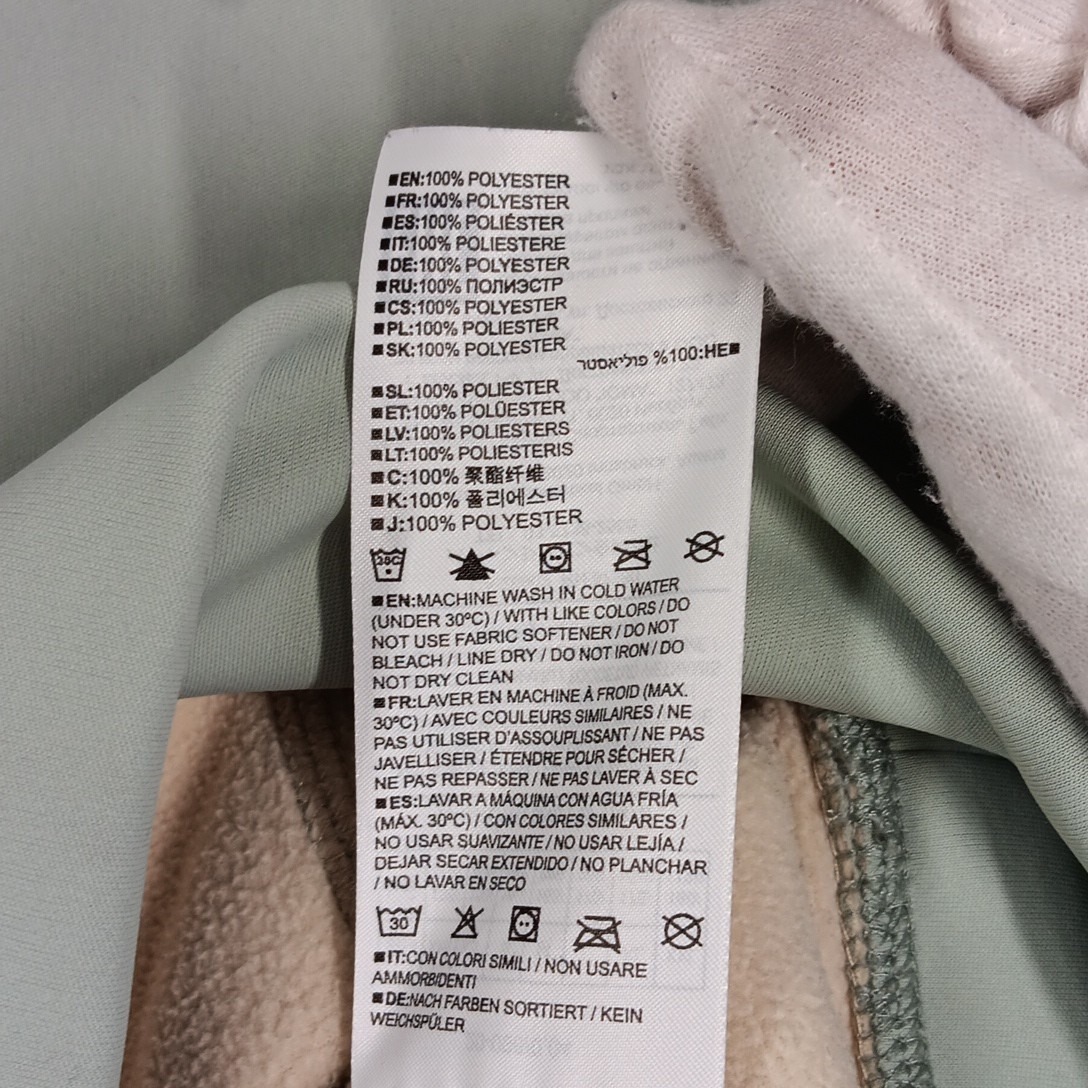 ■EN:100% POLYESTER
■FR:100% POLYESTER
■ES:100% POLIÉSTER
■IT:100% POLIESTERE
■DE:100% POLYESTER
■RU:100% ПОЛИЭСТР
■CS:100% POLYESTER
■PL:100% POLIESTER
■SK:100% POLYESTER
■HE:100% פוליאסטר
■SL:100% POLIESTER
■ET:100% POLÜESTER
■LV:100% POLIESTERS
■LT:100% POLIESTERIS
■C:100% 聚酯纤维
■K:100% 폴리에스터
■J:100% POLYESTER
30C
■EN:MACHINE WASH IN COLD WATER
(UNDER 30ºC) / WITH LIKE COLORS / DO
NOT USE FABRIC SOFTENER / DO NOT
BLEACH / LINE DRY / DO NOT IRON / DO
NOT DRY CLEAN
■FR:LAVER EN MACHINE À FROID (MAX.
30ºC) / AVEC COULEURS SIMILAIRES / NE
PAS UTILISER D'ASSOUPLISSANT / NE PAS
JAVELLISER / ÉTENDRE POUR SÉCHER /
NE PAS REPASSER / NE PAS LAVER À SEC
■ES:LAVAR A MÁQUINA CON AGUA FRÍA
(MÁX. 30ºC) / CON COLORES SIMILARES /
NO USAR SUAVIZANTE / NO USAR LEJÍA /
DEJAR SECAR EXTENDIDO / NO PLANCHAR
/ NO LAVAR EN SECO
30
■IT:CON COLORI SIMILI / NON USARE
AMMORBIDENTI
■DE:NACH FARBEN SORTIERT / KEIN
WEICHSPÜLER